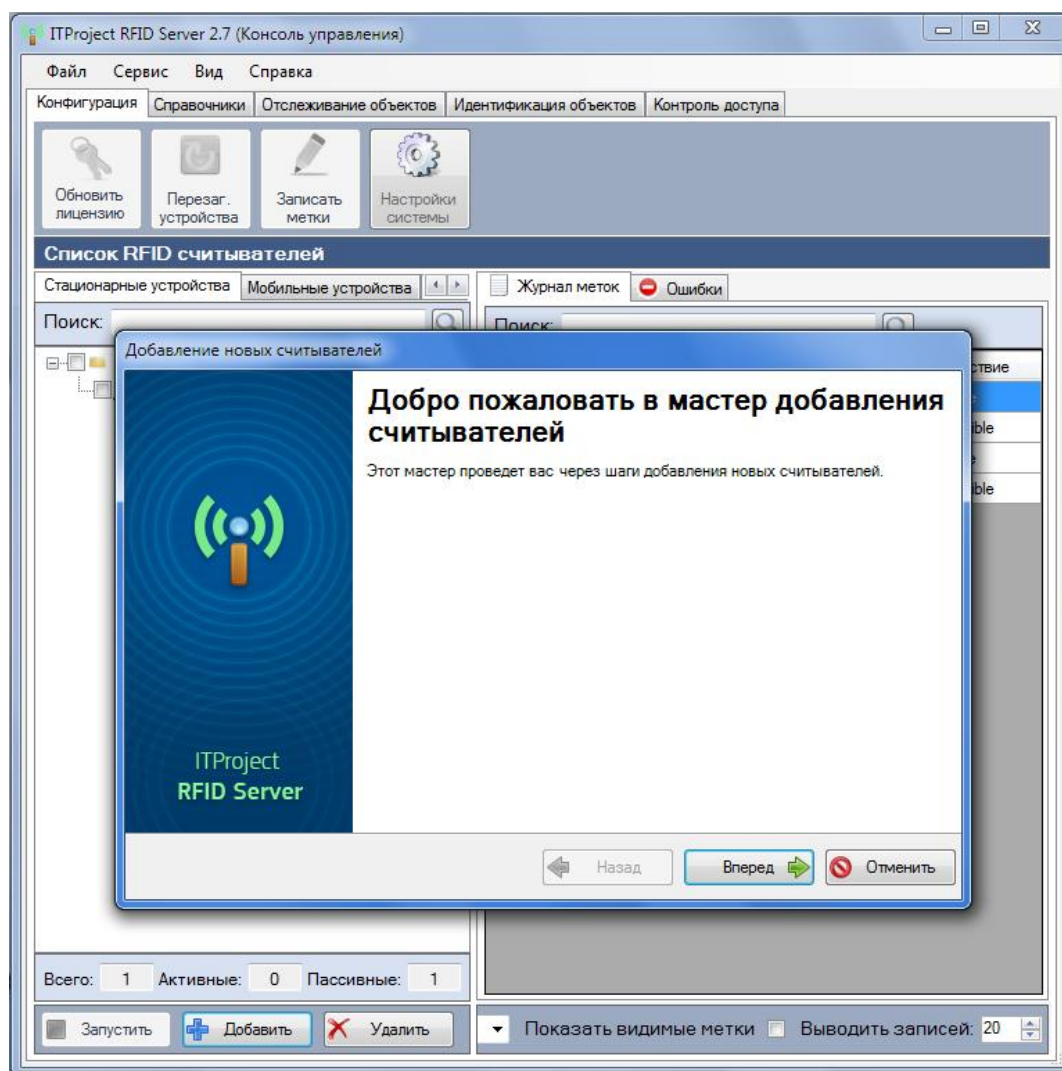 ITProject RFID Server 2.7 (Консоль управления)
Файл Сервис Вид Справка
Конфигурация Справочники Отслеживание объектов Идентификация объектов Контроль доступа
Обновить лицензию
Перезаг. устройства
Записать метки
Настройки системы
Список RFID считывателей
Стационарные устройства Мобильные устройства
Журнал меток Ошибки
Поиск:
Поиск:
Добавление новых считывателей
Добро пожаловать в мастер добавления
считывателей
Этот мастер проведет вас через шаги добавления новых считывателей.
ITProject
RFID Server
Назад Вперед Отменить
Всего: 1 Активные: 0 Пассивные: 1
Запустить Добавить Удалить
Показать видимые метки Выводить записей: 20